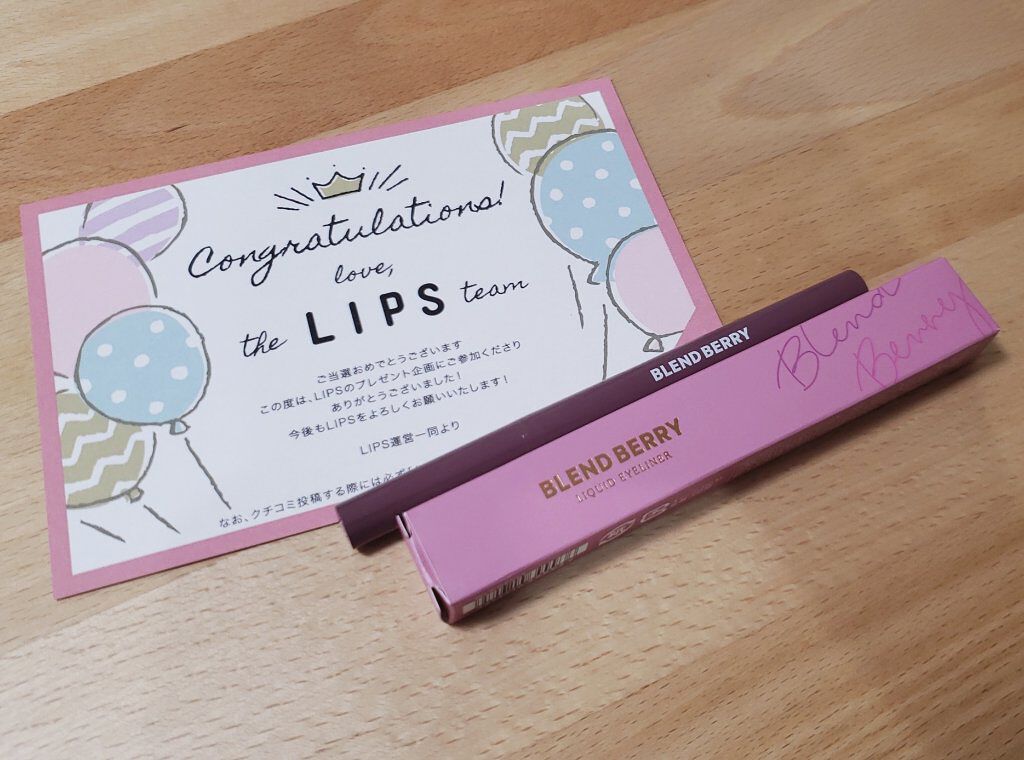 Congratulations!
love,
the LIPS team
ご当選おめでとうございます
この度は、LIPSのプレゼント企画にご参加くださり
ありがとうございました!
今後もLIPSをよろしくお願いいたします!
LIPS運営一同より
なお、クチコミ投稿する際には必ず
BLEND BERRY
Blend
Berry
BLEND BERRY
LIQUID EYELINER